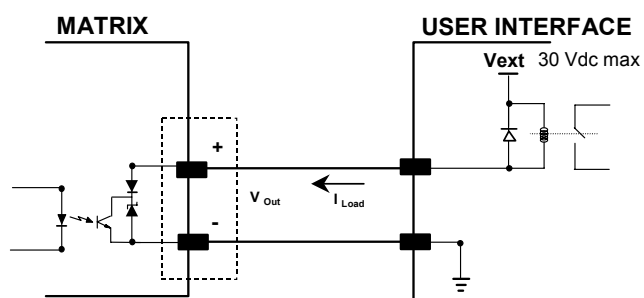 MATRIX
USER INTERFACE
Vext 30 Vdc max
+
V Out
I Load
-